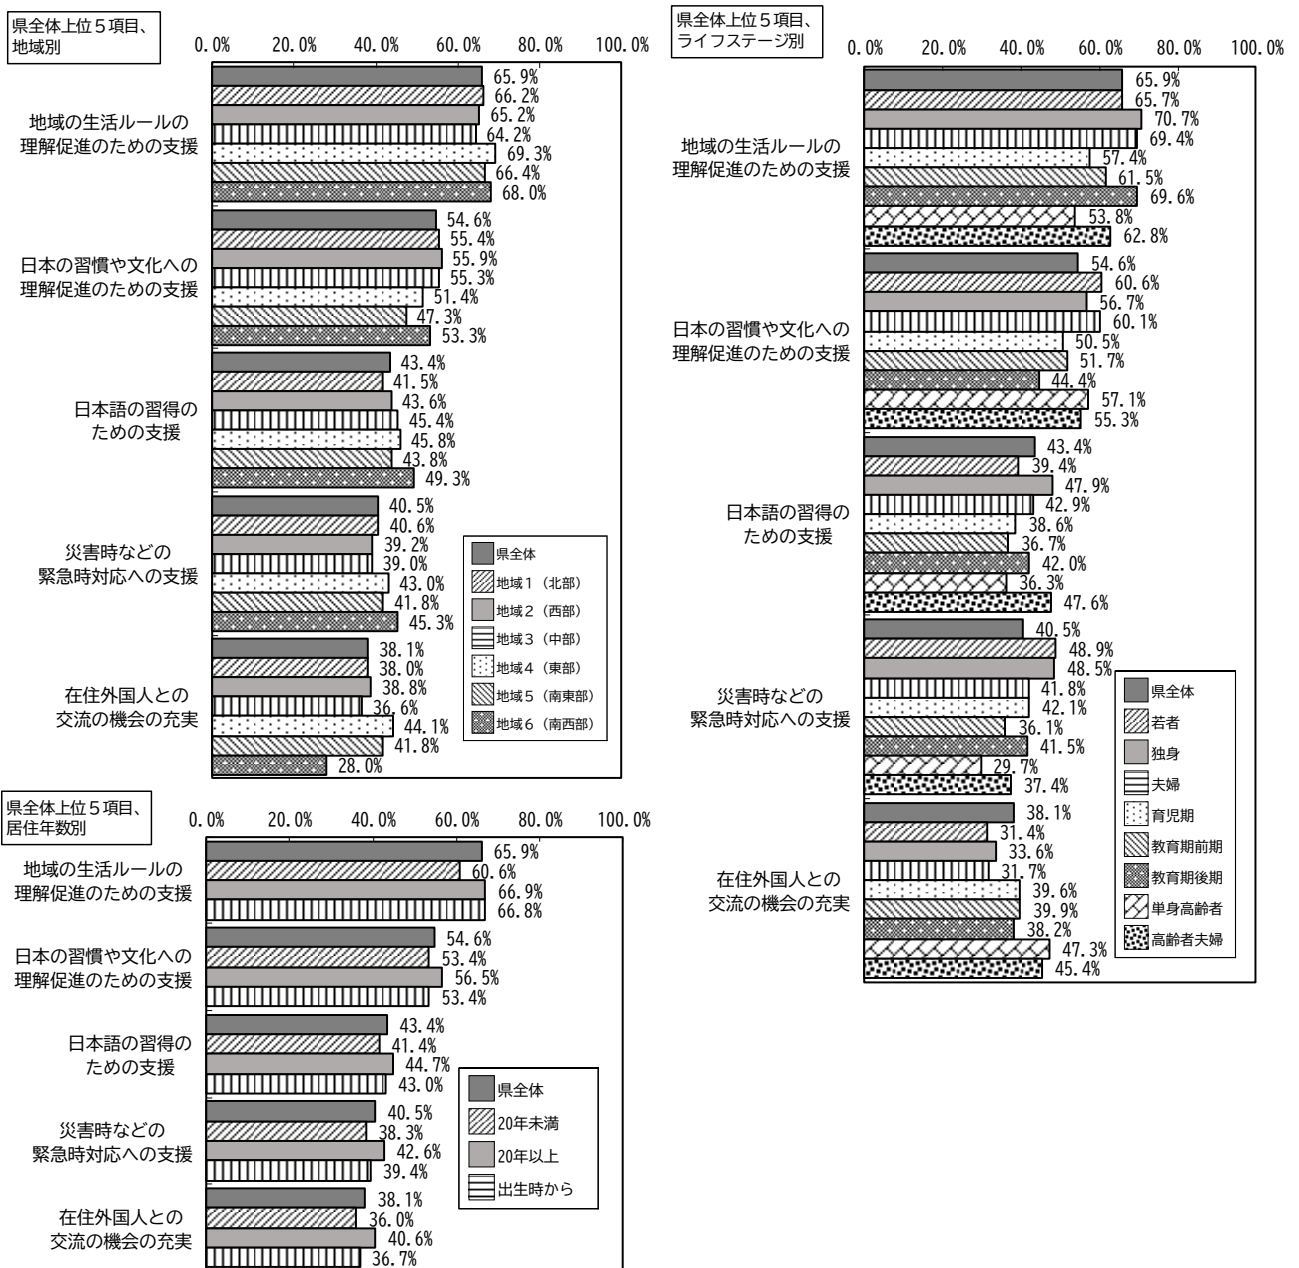 県全体上位５項目、
地域別
0.0%
20.0%
40.0%
60.0%
80.0%
100.0%
地域の生活ルールの
理解促進のための支援
65.9%
66.2%
65.2%
64.2%
69.3%
66.4%
68.0%
日本の習慣や文化への
理解促進のための支援
54.6%
55.4%
55.9%
55.3%
51.4%
47.3%
53.3%
日本語の習得の
ための支援
43.4%
41.5%
43.6%
45.4%
45.8%
43.8%
49.3%
災害時などの
緊急時対応への支援
40.5%
40.6%
39.2%
39.0%
43.0%
41.8%
45.3%
在住外国人との
交流の機会の充実
38.1%
38.0%
38.8%
36.6%
44.1%
41.8%
28.0%
県全体
地域１（北部）
地域２（西部）
地域３（中部）
地域４（東部）
地域５（南東部）
地域６（南西部）
県全体上位５項目、
ライフステージ別
0.0%
20.0%
40.0%
60.0%
80.0%
100.0%
地域の生活ルールの
理解促進のための支援
65.9%
65.7%
70.7%
69.4%
57.4%
61.5%
69.6%
53.8%
62.8%
日本の習慣や文化への
理解促進のための支援
54.6%
60.6%
56.7%
60.1%
50.5%
51.7%
44.4%
57.1%
55.3%
日本語の習得の
ための支援
43.4%
39.4%
47.9%
42.9%
38.6%
36.7%
42.0%
36.3%
47.6%
災害時などの
緊急時対応への支援
40.5%
48.9%
48.5%
41.8%
42.1%
36.1%
41.5%
29.7%
37.4%
在住外国人との
交流の機会の充実
38.1%
31.4%
33.6%
31.7%
39.6%
39.9%
38.2%
47.3%
45.4%
県全体
若者
独身
夫婦
育児期
教育期前期
教育期後期
単身高齢者
高齢者夫婦
県全体上位５項目、
居住年数別
0.0%
20.0%
40.0%
60.0%
80.0%
100.0%
地域の生活ルールの
理解促進のための支援
65.9%
60.6%
66.9%
66.8%
日本の習慣や文化への
理解促進のための支援
54.6%
53.4%
56.5%
53.4%
日本語の習得の
ための支援
43.4%
41.4%
44.7%
43.0%
災害時などの
緊急時対応への支援
40.5%
38.3%
42.6%
39.4%
在住外国人との
交流の機会の充実
38.1%
36.0%
40.6%
36.7%
県全体
20年未満
20年以上
出生時から